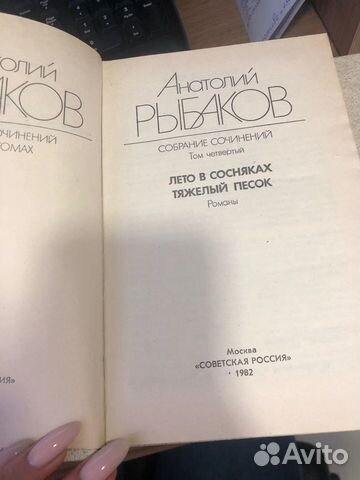 АНАТОЛИЙ
РЫБАКОВ
СОБРАНИЕ СОЧИНЕНИЙ
Том четвертый
ЛЕТО В СОСНЯКАХ
ТЯЖЕЛЫЙ ПЕСОК
Романы
Москва
«СОВЕТСКАЯ РОССИЯ»
1982
Avito